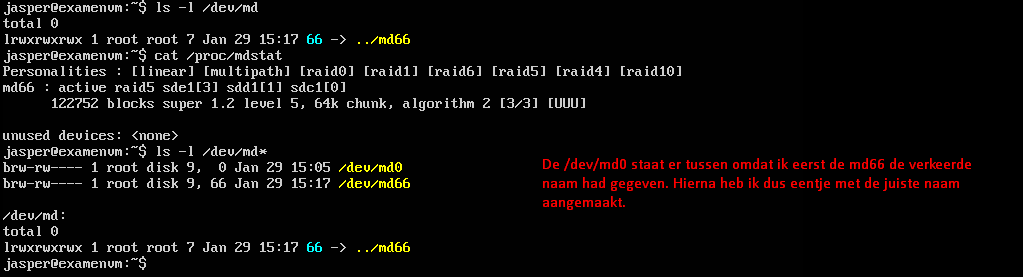 jasper@examenvm:~$ ls -l /dev/md
total 0
lrwxrwxrwx 1 root root 7 Jan 29 15:17 66 -> ../md66
jasper@examenvm:~$ cat /proc/mdstat
Personalities : [linear] [multipath] [raid0] [raid1] [raid6] [raid5] [raid4] [raid10]
md66 : active raid5 sde1[3] sdd1[1] sdc1[0]
      122752 blocks super 1.2 level 5, 64k chunk, algorithm 2 [3/3] [UUU]

unused devices: <none>
jasper@examenvm:~$ ls -l /dev/md*
brw-rw---- 1 root disk 9,  0 Jan 29 15:05 /dev/md0
brw-rw---- 1 root disk 9, 66 Jan 29 15:17 /dev/md66

/dev/md:
total 0
lrwxrwxrwx 1 root root 7 Jan 29 15:17 66 -> ../md66
jasper@examenvm:~$
De /dev/md0 staat er tussen omdat ik eerst de md66 de verkeerde
naam had gegeven. Hierna heb ik dus eentje met de juiste naam
aangemaakt.